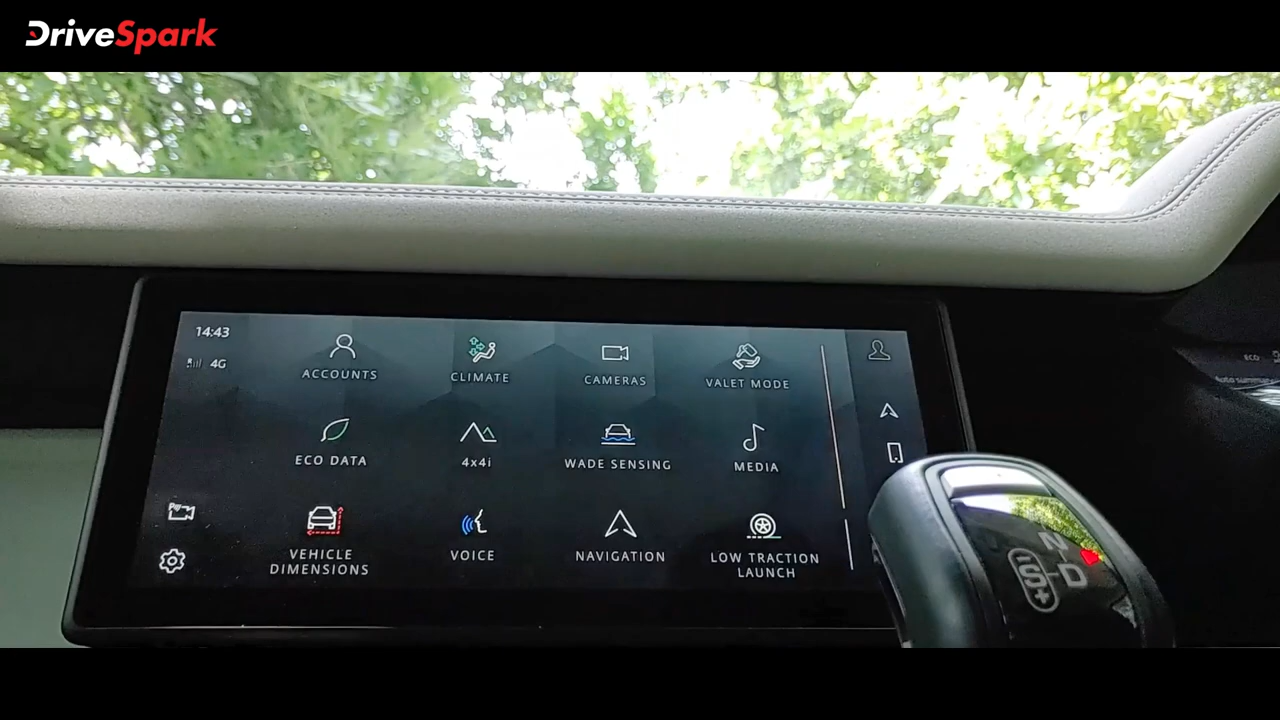 DriveSpark
14:43
4G
ACCOUNTS
CLIMATE
CAMERAS
VALET MODE
ECO DATA
4x4i
WADE SENSING
MEDIA
VEHICLE
DIMENSIONS
VOICE
NAVIGATION
LOW TRACTION
LAUNCH
ECO
N
S
D
+